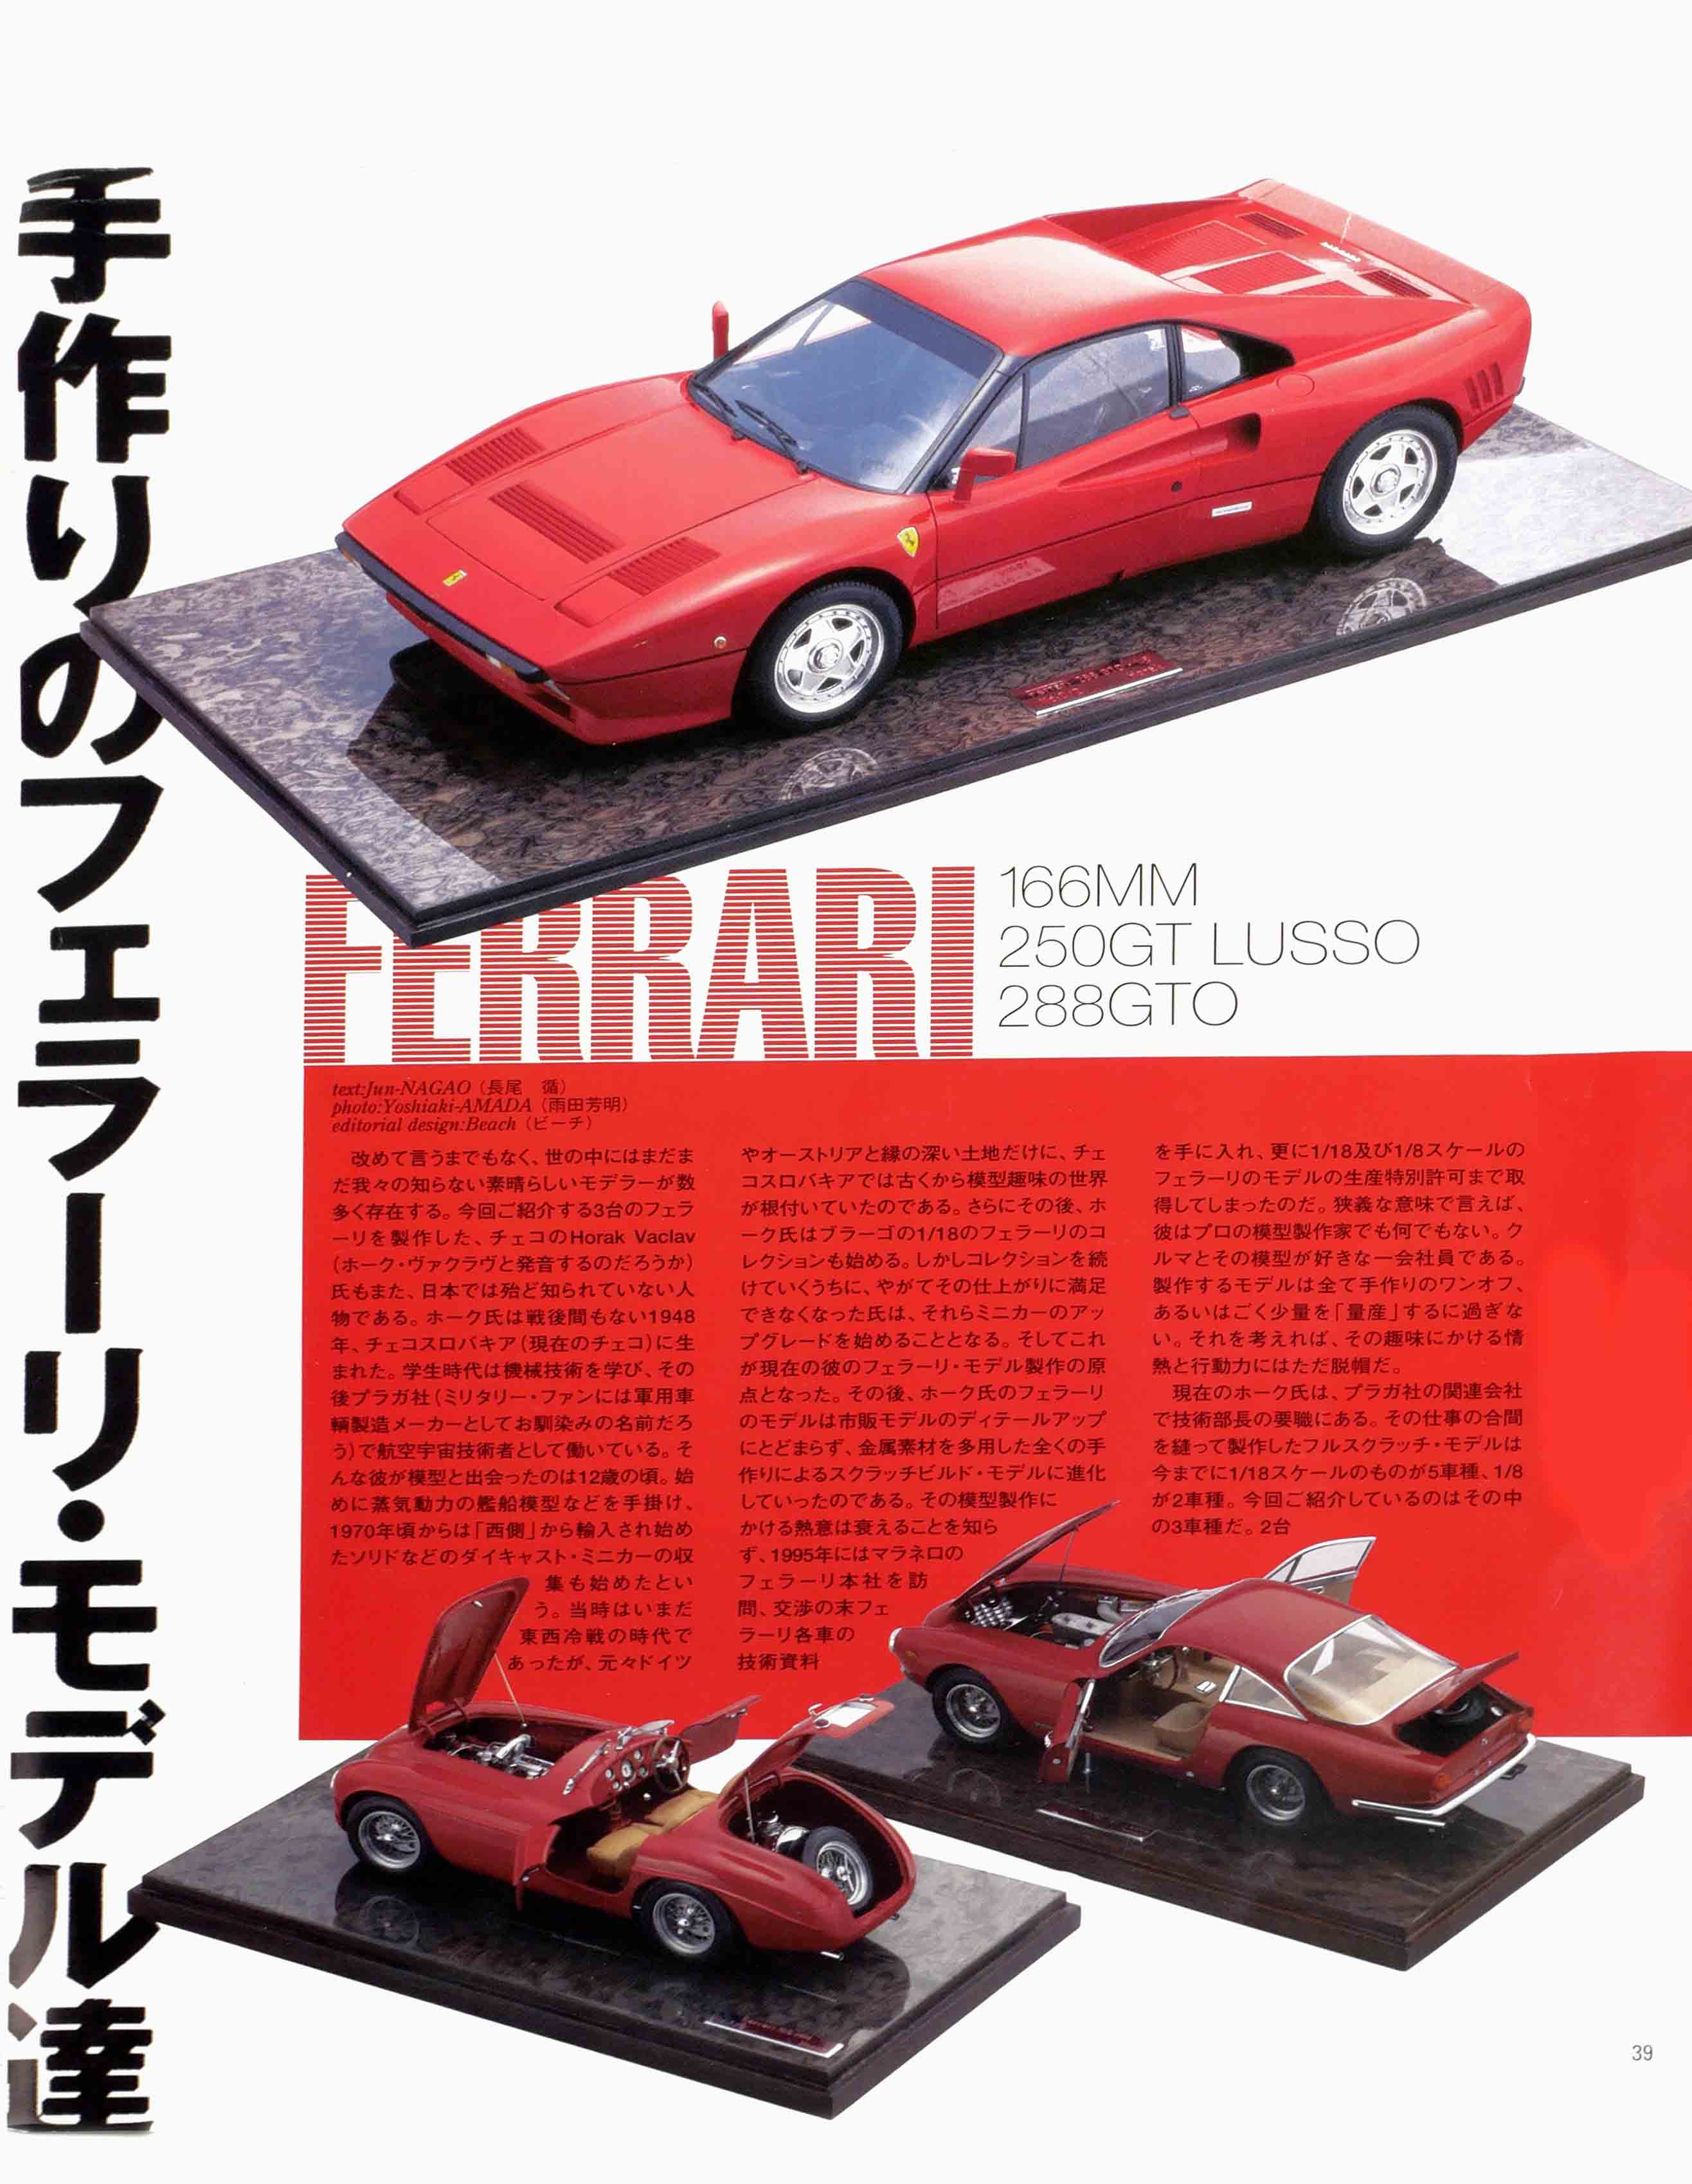 手作りのフェラーリ・モデル達
FERRARI
166MM
250GT LUSSO
288GTO
text:Jun-NAGAO（長尾　循）
photo:Yoshiaki-AMADA（雨田芳明）
editorial design:Beach（ビーチ）
改めて言うまでもなく、世の中にはまだま
だ我々の知らない素晴らしいモデラーが数
多く存在する。今回ご紹介する3台のフェラ
ーリを製作した、チェコのHorak Vaclav
（ホーク・ヴァクラヴと発音するのだろうか）
氏もまた、日本では殆ど知られていない人
物である。ホーク氏は戦後間もない1948
年、チェコスロバキア（現在のチェコ）に生
まれた。学生時代は機械技術を学び、その
後プラガ社（ミリタリー・ファンには軍用車
輌製造メーカーとしてお馴染みの名前だろ
う）で航空宇宙技術者として働いている。そ
んな彼が模型と出会ったのは12歳の頃。始
めに蒸気動力の艦船模型などを手掛け、
1970年頃からは「西側」から輸入され始め
たソリドなどのダイキャスト・ミニカーの収
集も始めたとい
う。当時はいまだ
東西冷戦の時代で
あったが、元々ドイツ
やオーストリアと縁の深い土地だけに、チェ
コスロバキアでは古くから模型趣味の世界
が根付いていたのである。さらにその後、ホ
ーク氏はブラーゴの1/18のフェラーリのコ
レクションも始める。しかしコレクションを続
けていくうちに、やがてその仕上がりに満足
できなくなった氏は、それらミニカーのアッ
プグレードを始めることとなる。そしてこれ
が現在の彼のフェラーリ・モデル製作の原
点となった。その後、ホーク氏のフェラーリ
のモデルは市販モデルのディテールアップ
にとどまらず、金属素材を多用した全くの手
作りによるスクラッチビルド・モデルに進化
していったのである。その模型製作に
かける熱意は衰えることを知ら
ず、1995年にはマラネロの
フェラーリ本社を訪
問、交渉の末フェ
ラーリ各車の
技術資料
を手に入れ、更に1/18及び1/8スケールの
フェラーリのモデルの生産特別許可まで取
得してしまったのだ。狭義な意味で言えば、
彼はプロの模型製作家でも何でもない。ク
ルマとその模型が好きな一会社員である。
製作するモデルは全て手作りのワンオフ、
あるいはごく少量を「量産」するに過ぎな
い。それを考えれば、その趣味にかける情
熱と行動力にはただ脱帽だ。
現在のホーク氏は、プラガ社の関連会社
で技術部長の要職にある。その仕事の合間
を縫って製作したフルスクラッチ・モデルは
今までに1/18スケールのものが5車種、1/8
が2車種。今回ご紹介しているのはその中
の3車種だ。2台
39